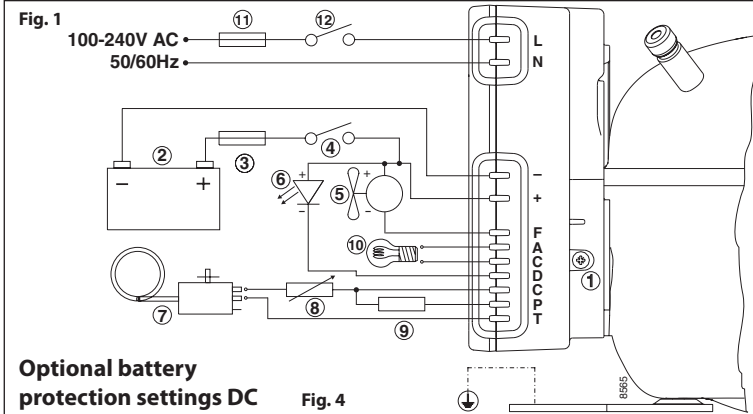 Fig. 1
11
12
100-240V AC
L
50/60Hz
N
2
3
4
– +
6
+
–
5
+
–
–
+
F
10
A
C
D
C
P
T
1
7
8
9
Optional battery
protection settings DC
Fig. 4
8565